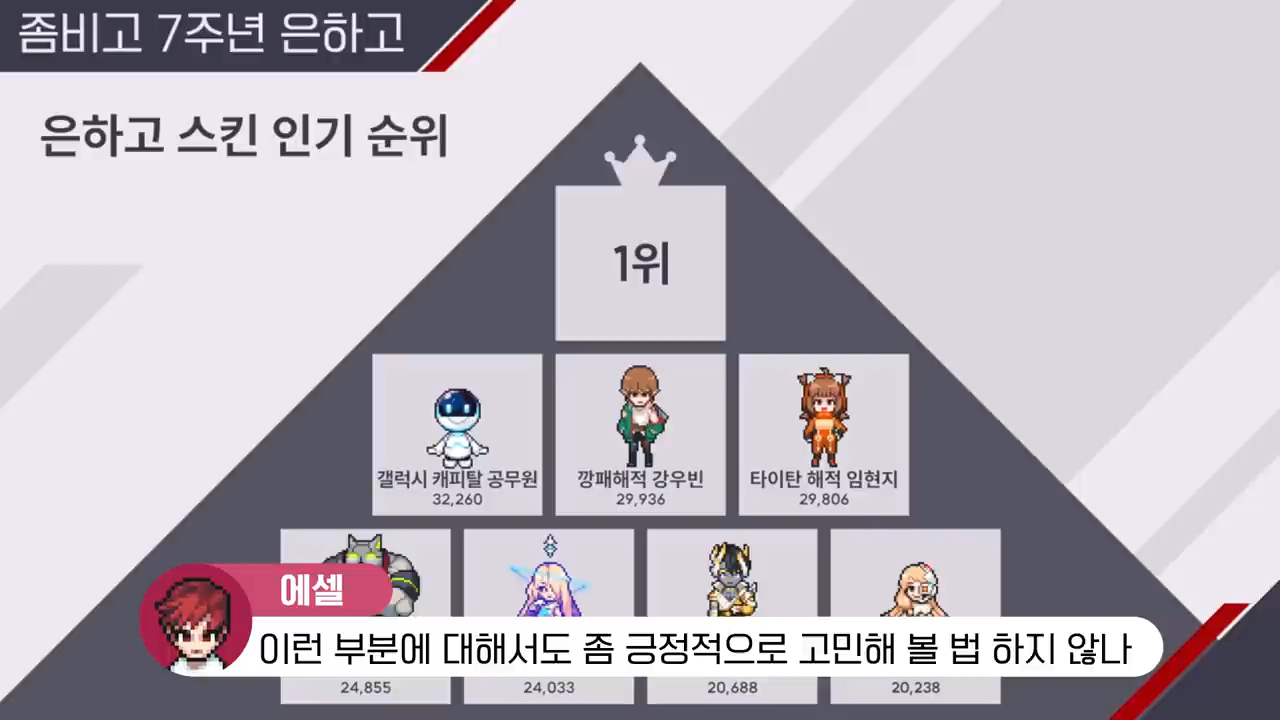 좀비고 7주년 은하고
은하고 스킨 인기 순위
1위
갤럭시 캐피탈 공무원
32,260
깡패해적 강우빈
29,936
타이탄 해적 임현지
29,806
에셀
이런 부분에 대해서도 좀 긍정적으로 고민해 볼 법 하지 않나
24,855
24,033
20,688
20,238